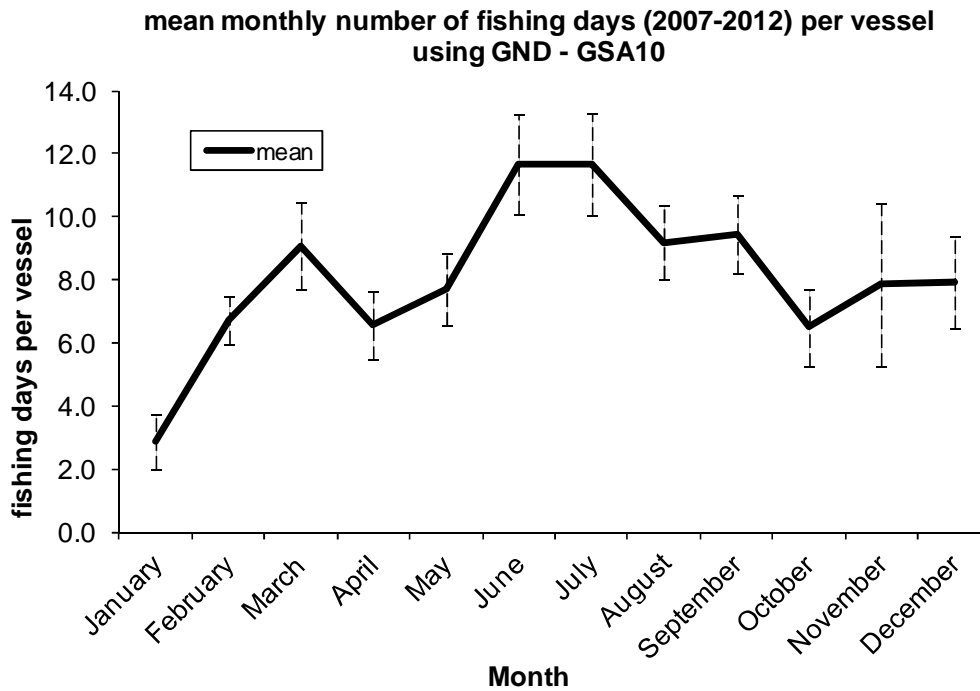 mean monthly number of fishing days (2007-2012) per vessel
using GND - GSA10
14.0
12.0
10.0
8.0
6.0
4.0
2.0
0.0
fishing days per vessel
mean
January
February
March
April
May
June
July
August
September
October
November
December
Month